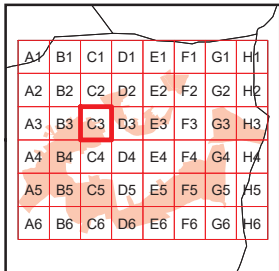 A1 B1 C1 D1 E1 F1 G1 H1
A2 B2 C2 D2 E2 F2 G2 H2
A3 B3 C3 D3 E3 F3 G3 H3
A4 B4 C4 D4 E4 F4 G4 H4
A5 B5 C5 D5 E5 F5 G5 H5
A6 B6 C6 D6 E6 F6 G6 H6